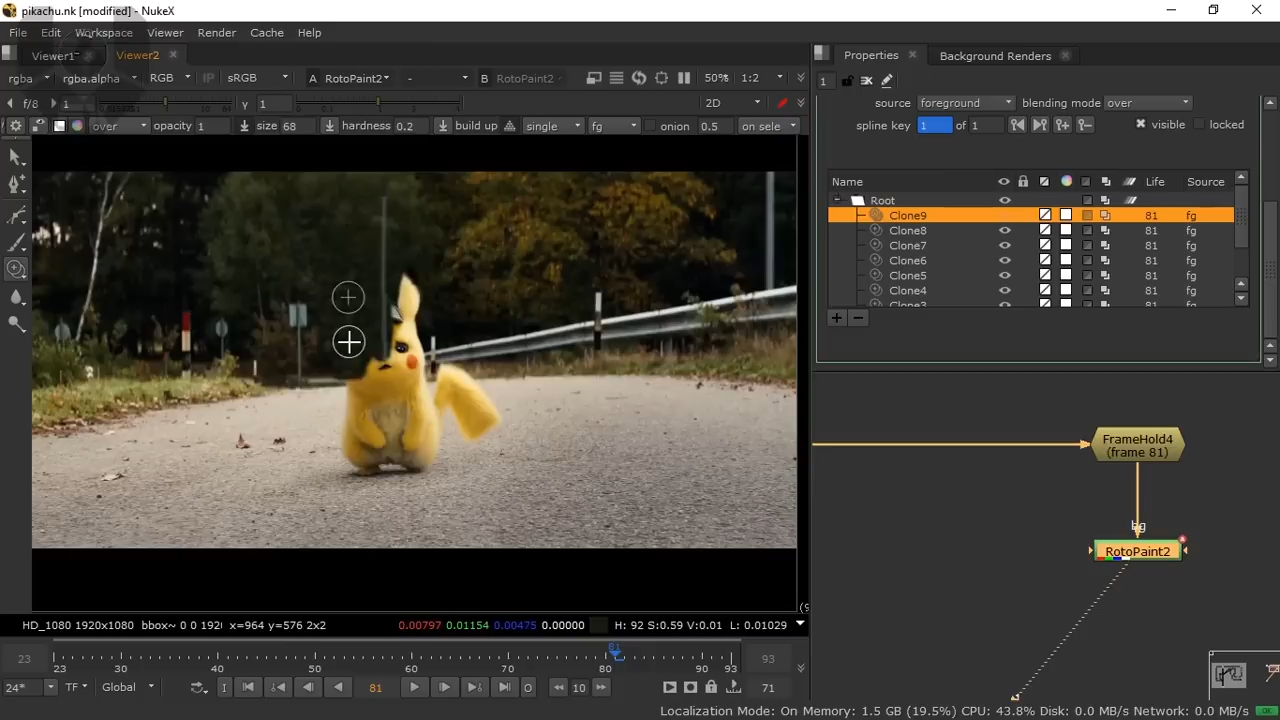 pikachu.nk [modified] - NukeX
File Edit Workspace Viewer Render Cache Help
Viewer1 Viewer2 Properties Background Renders
rgba rgba.alpha RGB IP sRGB A RotoPaint2 - B RotoPaint2 50% 1:2 1
f/8 1 γ 1 2D source foreground blending mode over
over opacity 1 size 68 hardness 0.2 build up single fg onion 0.5 on sele spline key 1 of 1 visible locked
Name Life Source
Root
Clone9 81 fg
Clone8 81 fg
Clone7 81 fg
Clone6 81 fg
Clone5 81 fg
Clone4 81 fg
Clone3 81 fg
FrameHold4
(frame 81)
bg
RotoPaint2
HD_1080 1920x1080 bbox~ 0 0 192 x=964 y=576 2x2 0.00797 0.01154 0.00475 0.00000 H: 92 S:0.59 V:0.01 L: 0.01029
81
23 23 30 40 50 60 70 80 90 93 93
24* TF Global I 81 O 10 71
Localization Mode: On Memory: 1.5 GB (19.5%) CPU: 43.8% Disk: 0.0 MB/s Network: 0.0 MB/s